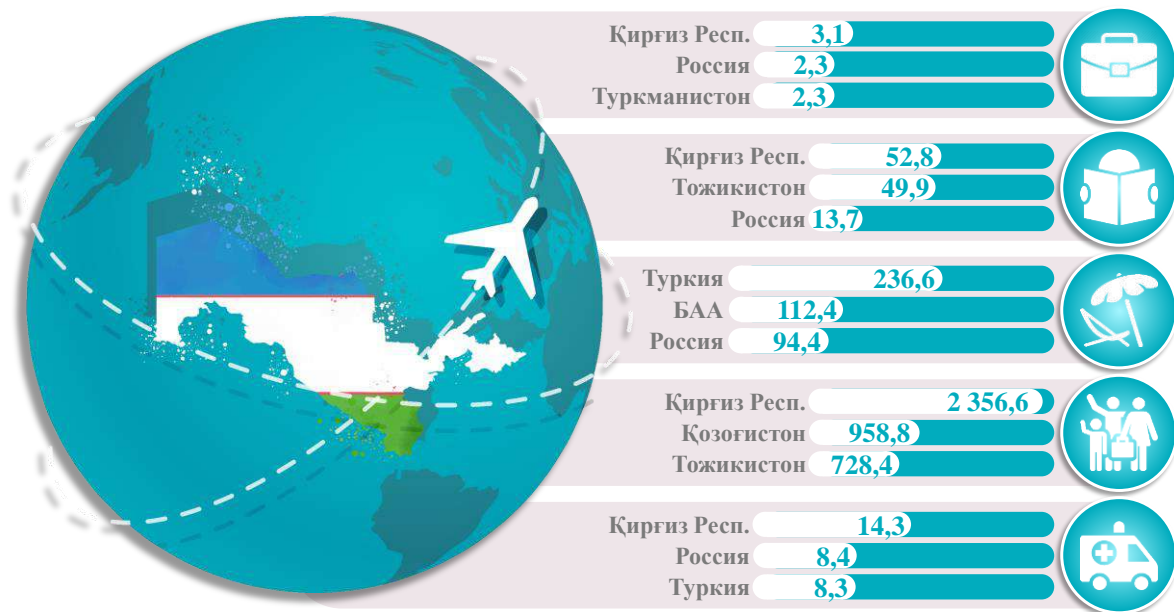 Қирғиз Респ. 3,1
Россия 2,3
Туркманистон 2,3
Қирғиз Респ. 52,8
Тожикистон 49,9
Россия 13,7
Туркия 236,6
БАА 112,4
Россия 94,4
Қирғиз Респ. 2 356,6
Қозоғистон 958,8
Тожикистон 728,4
Қирғиз Респ. 14,3
Россия 8,4
Туркия 8,3